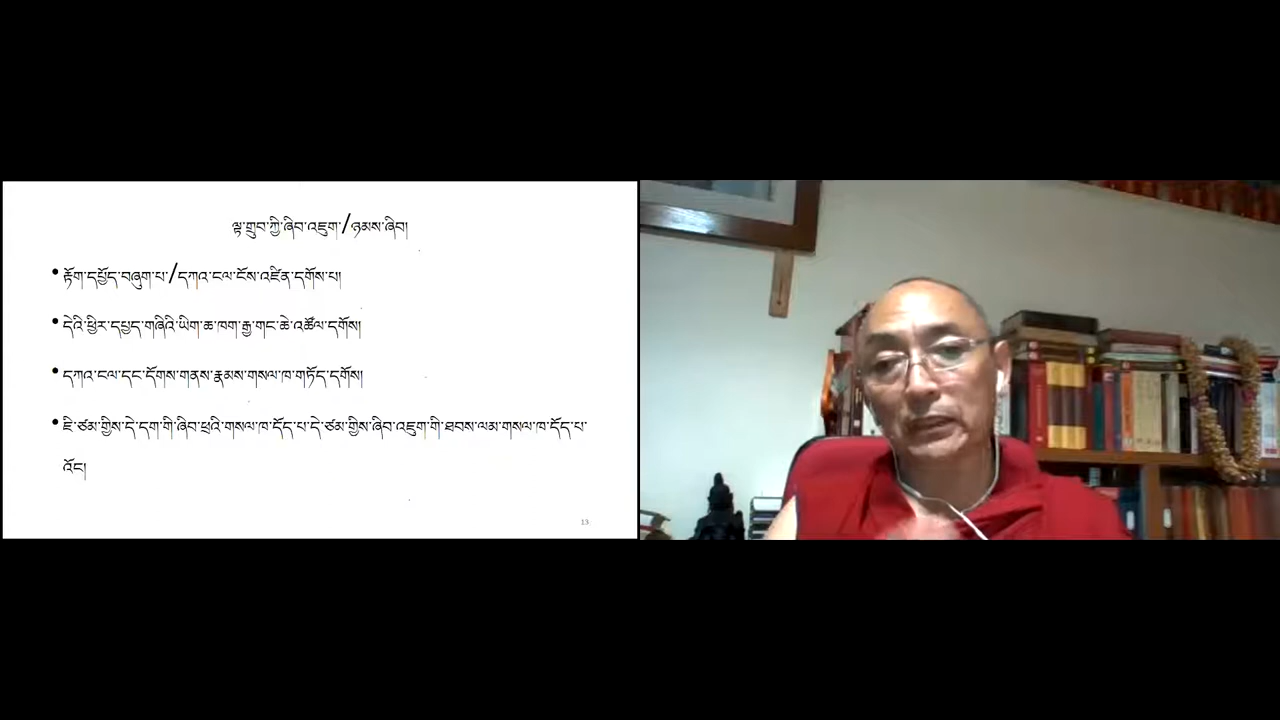 ལྟ་གྲུབ་ཀྱི་ཞིབ་འཇུག་/ཉམས་ཞིབ།
• རྟོག་དཔྱོད་བཞུག་པ་/དཀའ་ངལ་ངོས་འཛིན་དགོས་པ།
• དེའི་ཕྱིར་དཔྱད་གཞིའི་ཡིག་ཆ་ཁག་རྒྱ་གང་ཆེ་འཚོལ་དགོས།
• དཀའ་ངལ་དང་དོགས་གནས་རྣམས་གསལ་ཁ་གཏོད་དགོས།
• ཇི་ཙམ་གྱིས་དེ་དག་གི་ཞིབ་ཕྲའི་གསལ་ཁ་དོད་པ་དེ་ཙམ་གྱིས་ཞིབ་འཇུག་གི་ཐབས་ལམ་གསལ་ཁ་དོད་པ་
འོང།
13